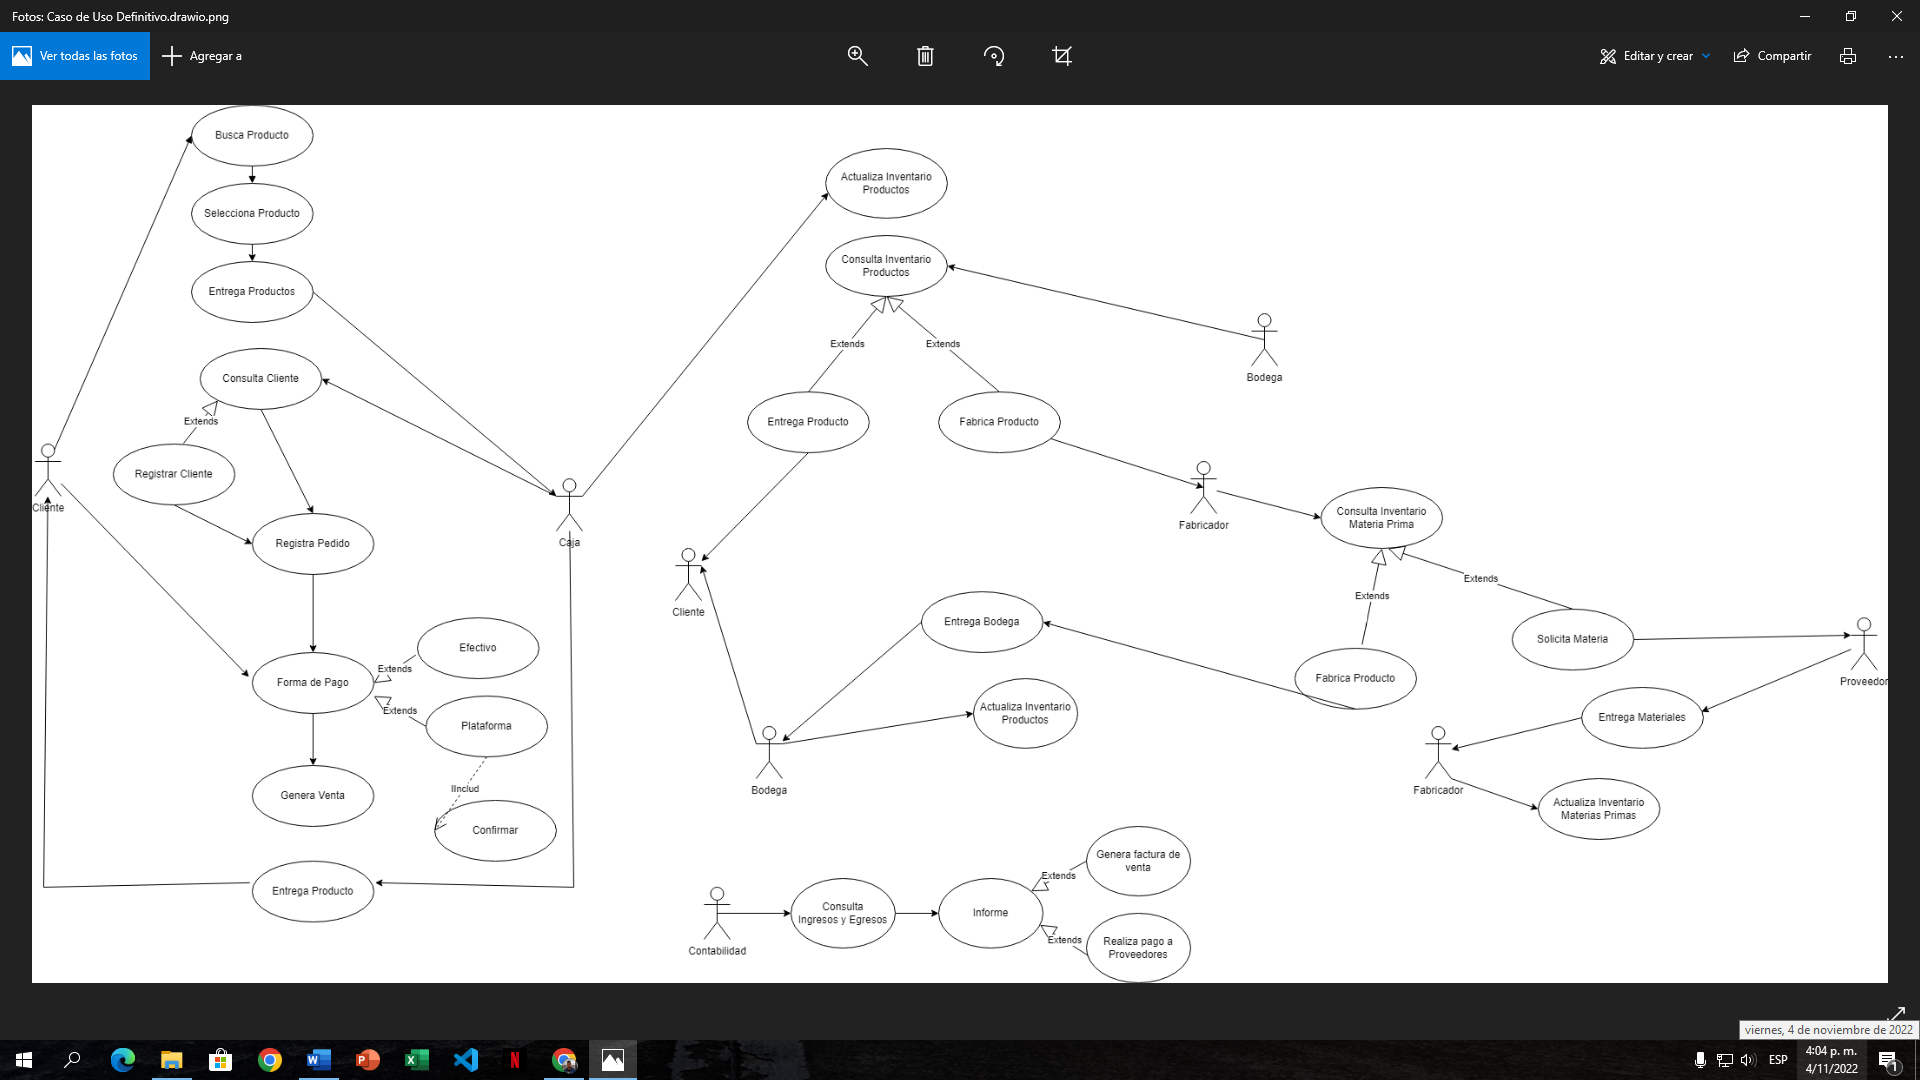 Fotos: Caso de Uso Definitivo.drawio.png
Ver todas las fotos
Agregar a
Editar y crear
Compartir
Busca Producto
Selecciona Producto
Entrega Productos
Consulta Cliente
Extends
Registrar Cliente
Cliente
Registra Pedido
Caja
Efectivo
Extends
Forma de Pago
Extends
Plataforma
IInclud
Genera Venta
Confirmar
Entrega Producto
Actualiza Inventario
Productos
Consulta Inventario
Productos
Extends
Extends
Bodega
Entrega Producto
Fabrica Producto
Fabricador
Consulta Inventario
Materia Prima
Extends
Extends
Cliente
Entrega Bodega
Solicita Materia
Fabrica Producto
Proveedor
Actualiza Inventario
Productos
Entrega Materiales
Bodega
Fabricador
Actualiza Inventario
Materias Primas
Genera factura de
venta
Extends
Consulta
Ingresos y Egresos
Informe
Extends
Realiza pago a
Proveedores
Contabilidad
viernes, 4 de noviembre de 2022
ESP
4:04 p. m.
4/11/2022
1